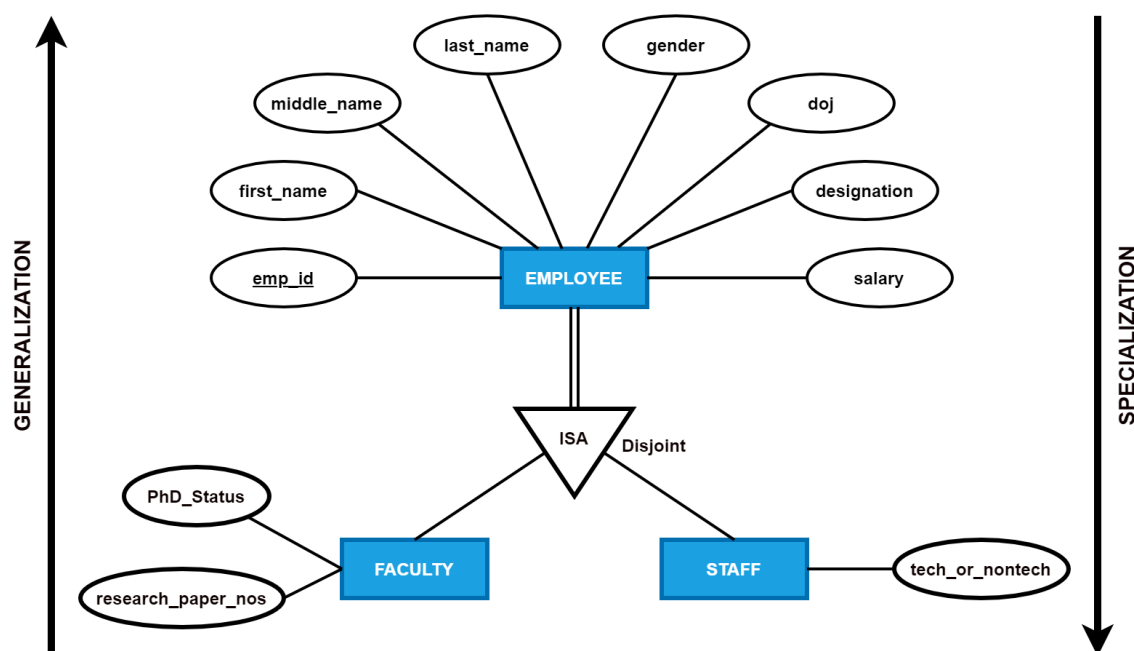 last_name
gender
middle_name
doj
first_name
designation
emp_id
EMPLOYEE
salary
GENERALIZATION
SPECIALIZATION
ISA
Disjoint
PhD_Status
FACULTY
STAFF
tech_or_nontech
research_paper_nos